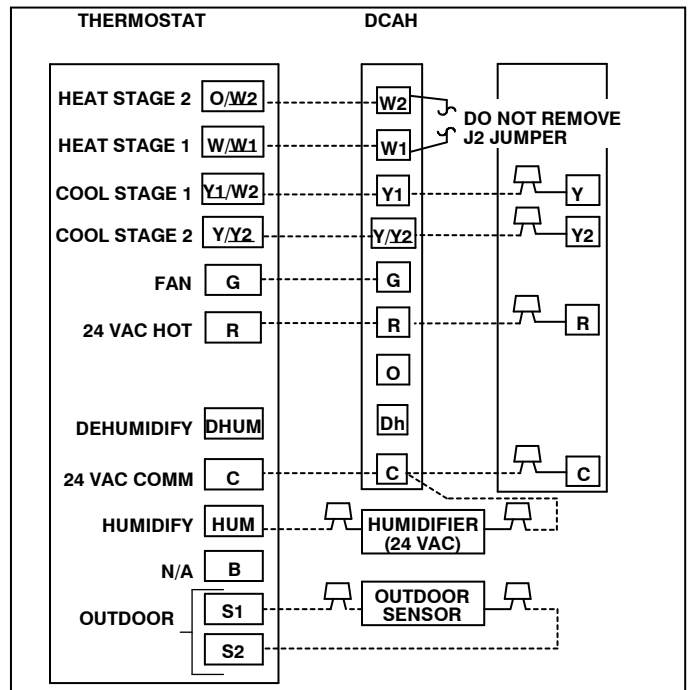 THERMOSTAT DCAH
HEAT STAGE 2 O/W2 W2
DO NOT REMOVE
J2 JUMPER
HEAT STAGE 1 W/W1 W1
COOL STAGE 1 Y1/W2 Y1 Y
COOL STAGE 2 Y/Y2 Y/Y2 Y2
FAN G G
24 VAC HOT R R R
O
DEHUMIDIFY DHUM Dh
24 VAC COMM C C C
HUMIDIFY HUM HUMIDIFIER
(24 VAC)
N/A B
OUTDOOR S1 OUTDOOR
SENSOR
S2